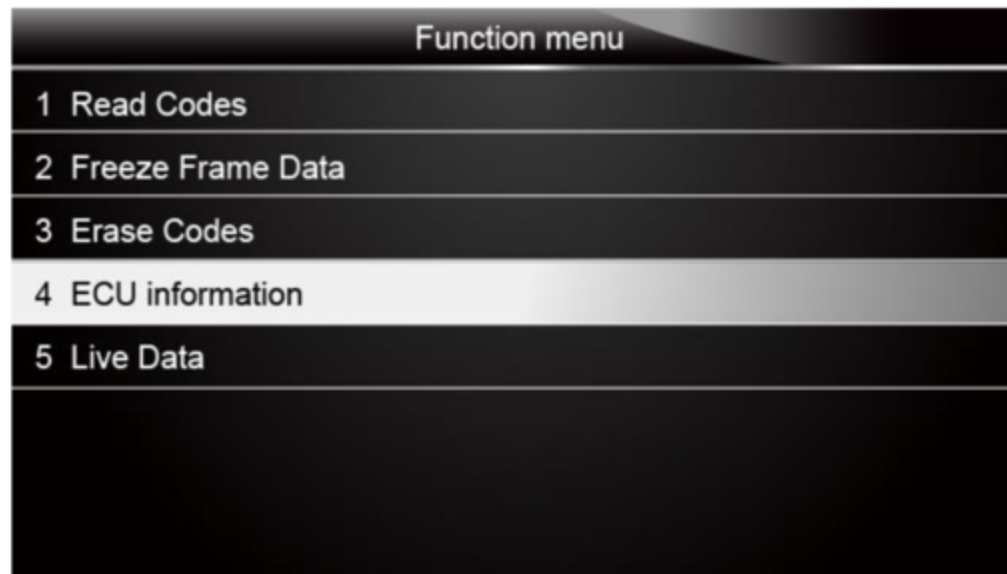 Function menu
1 Read Codes
2 Freeze Frame Data
3 Erase Codes
4 ECU information
5 Live Data